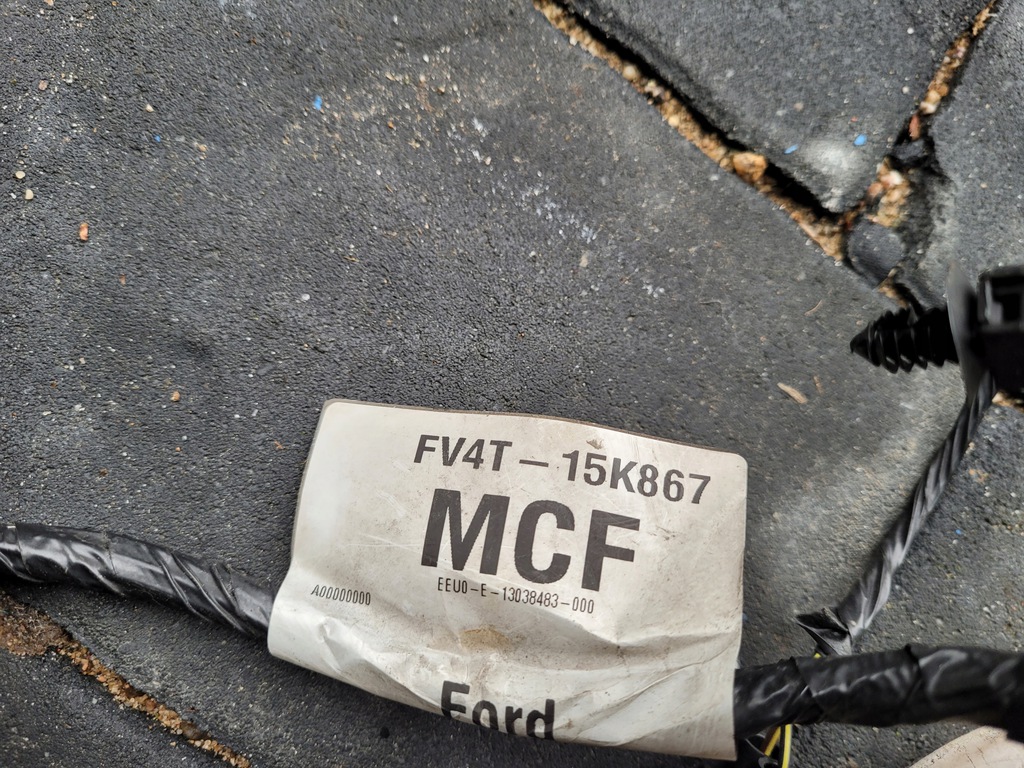 FV4T – 15K867
MCF
EEU0-E-13038483-000
A00000000
Ford